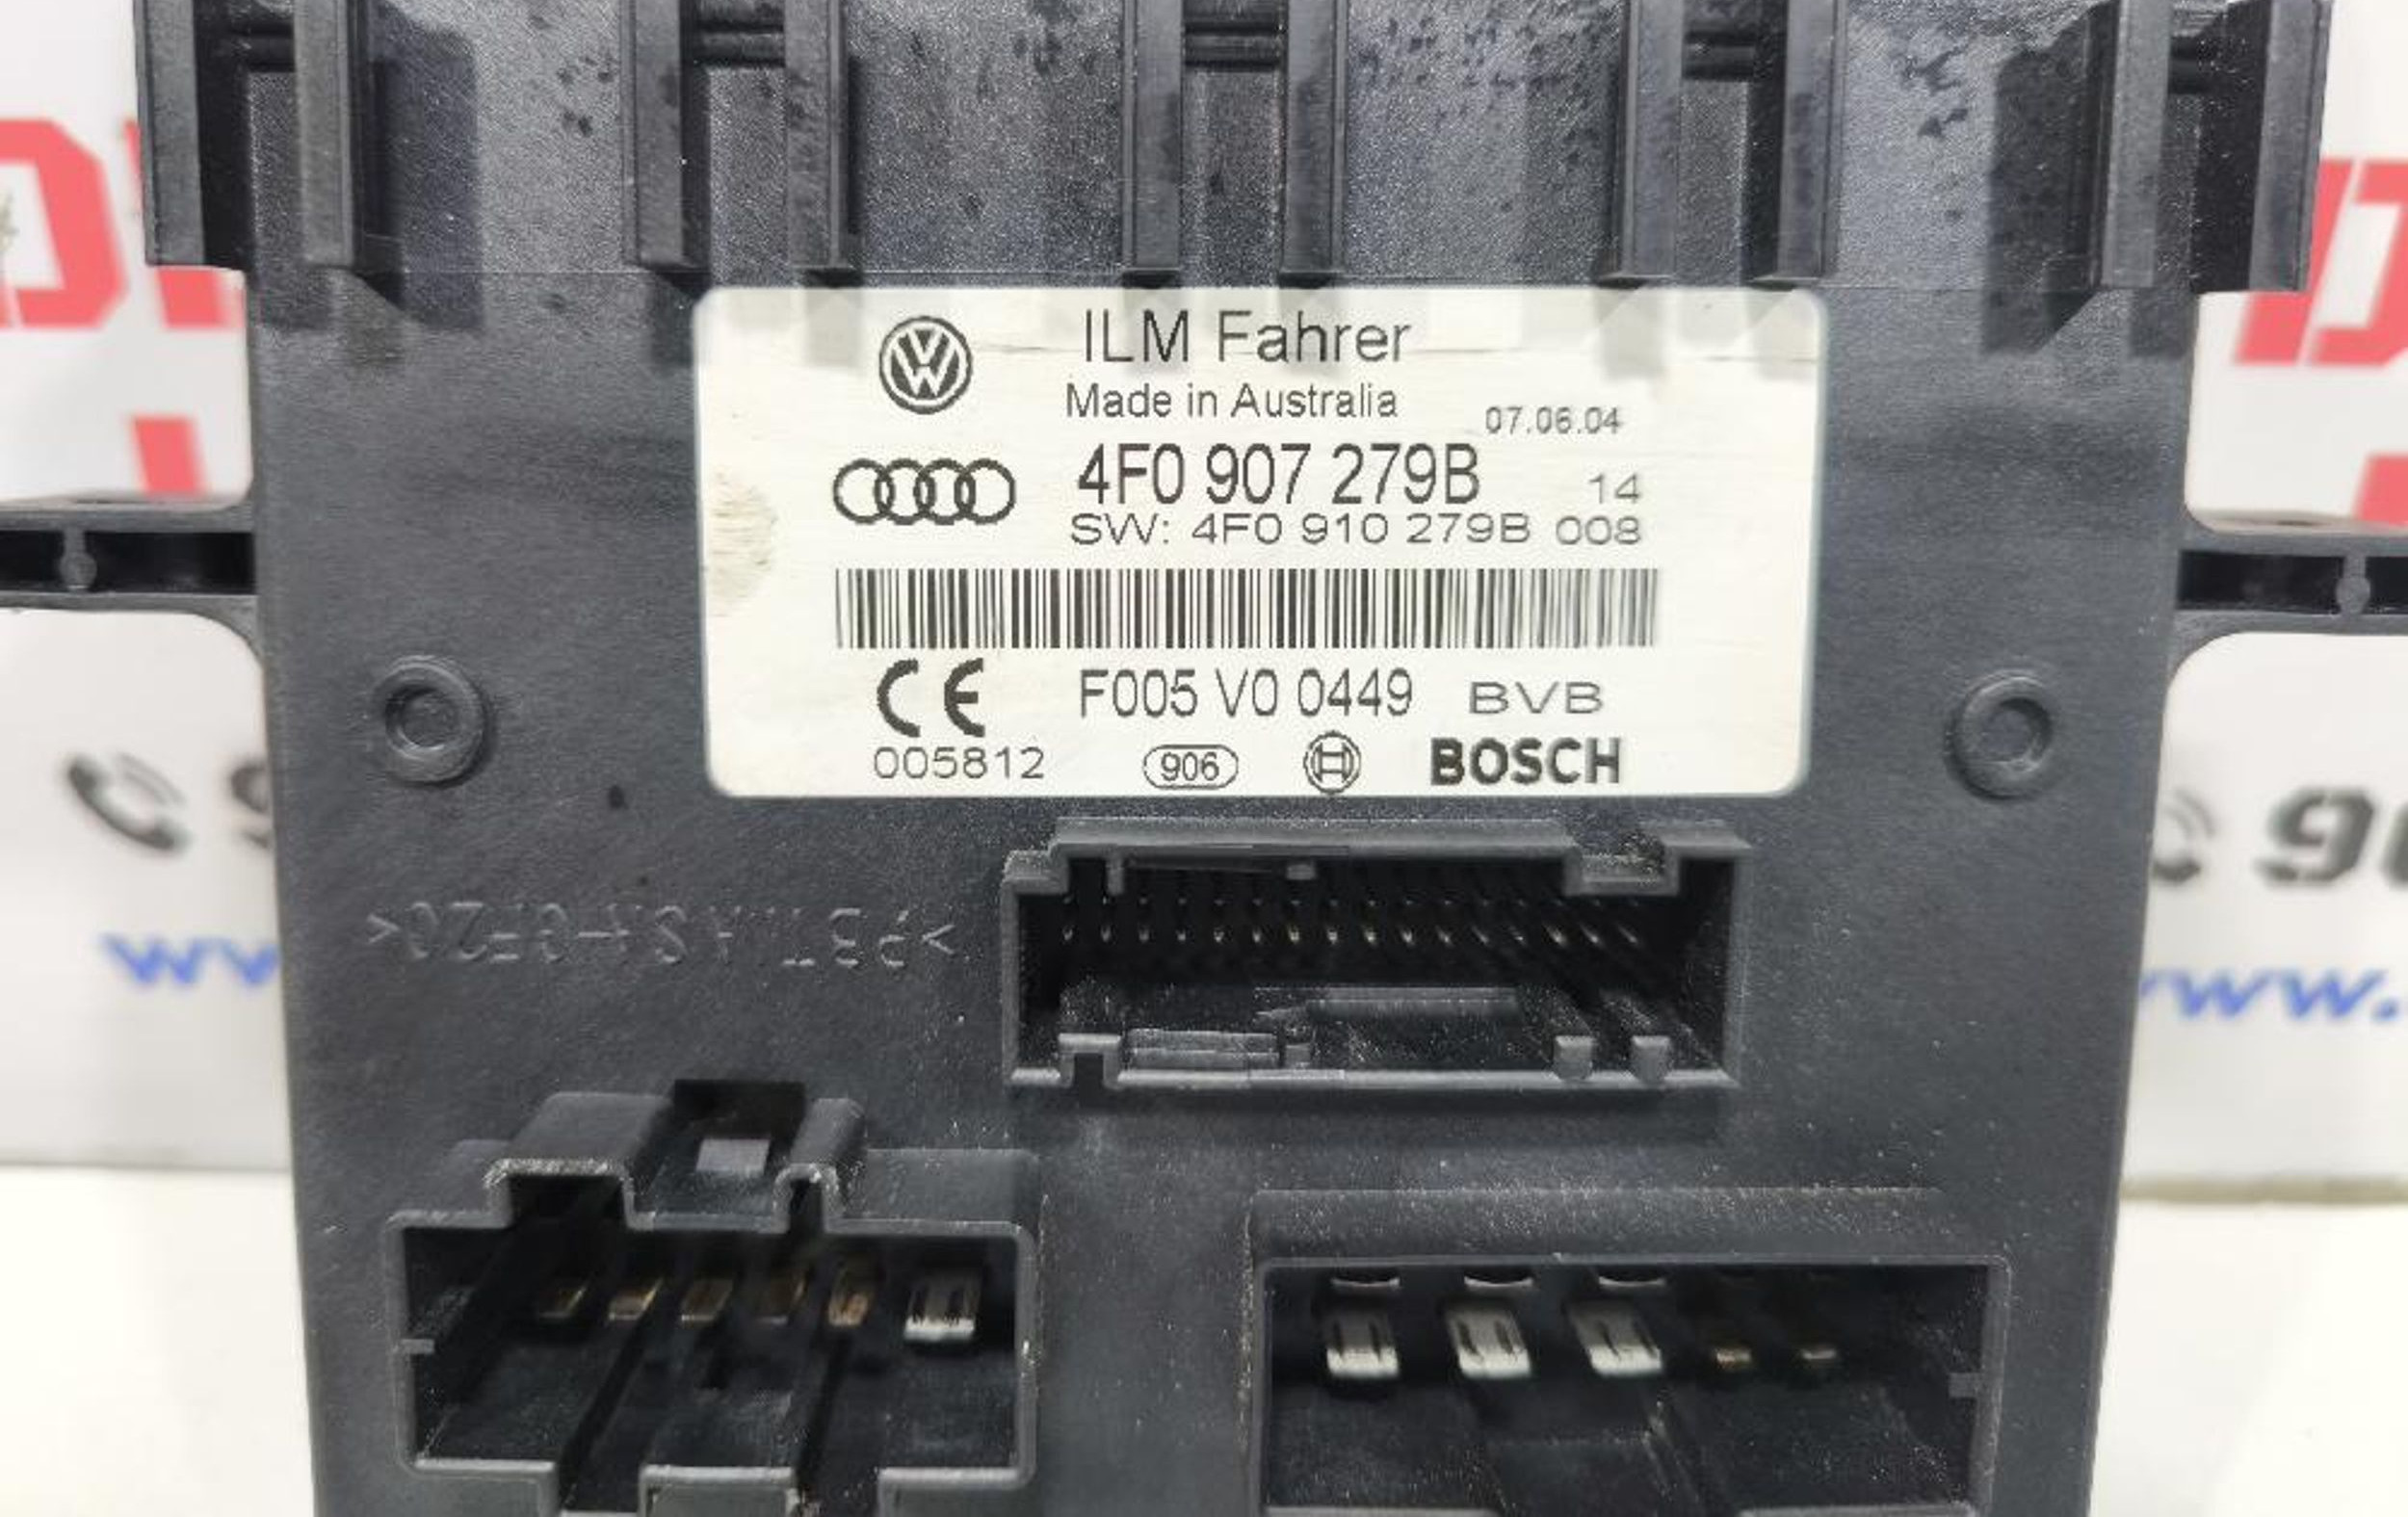 ILM Fahrer
Made in Australia
07.06.04
4F0 907 279B 14
SW: 4F0 910 279B 008
CE F005 V0 0449 BVB
005812 906 BOSCH